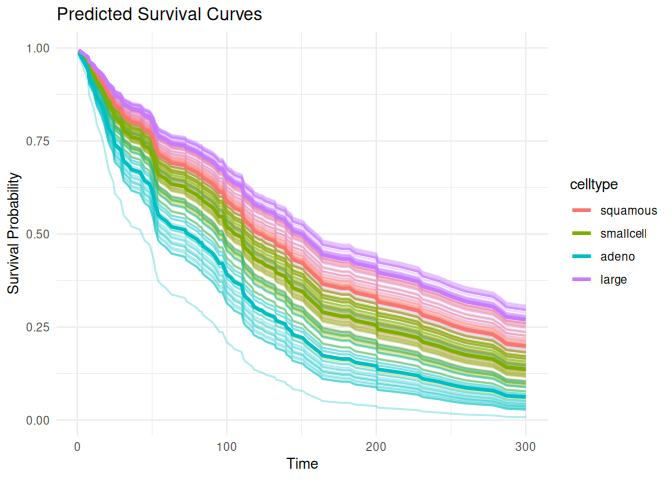 Predicted Survival Curves
1.00
0.75
0.50
0.25
0.00
Survival Probability
0
100
200
300
Time
celltype
squamous
smallcell
adeno
large